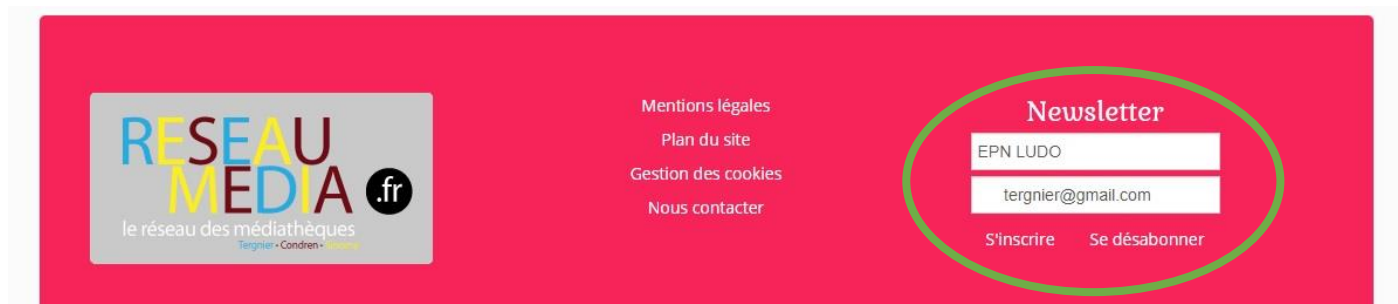 RESEAU
MEDIA .fr
le réseau des médiathèques
Tergnier - Condren -
Mentions légales
Plan du site
Gestion des cookies
Nous contacter
Newsletter
EPN LUDO
tergnier@gmail.com
S'inscrire Se désabonner